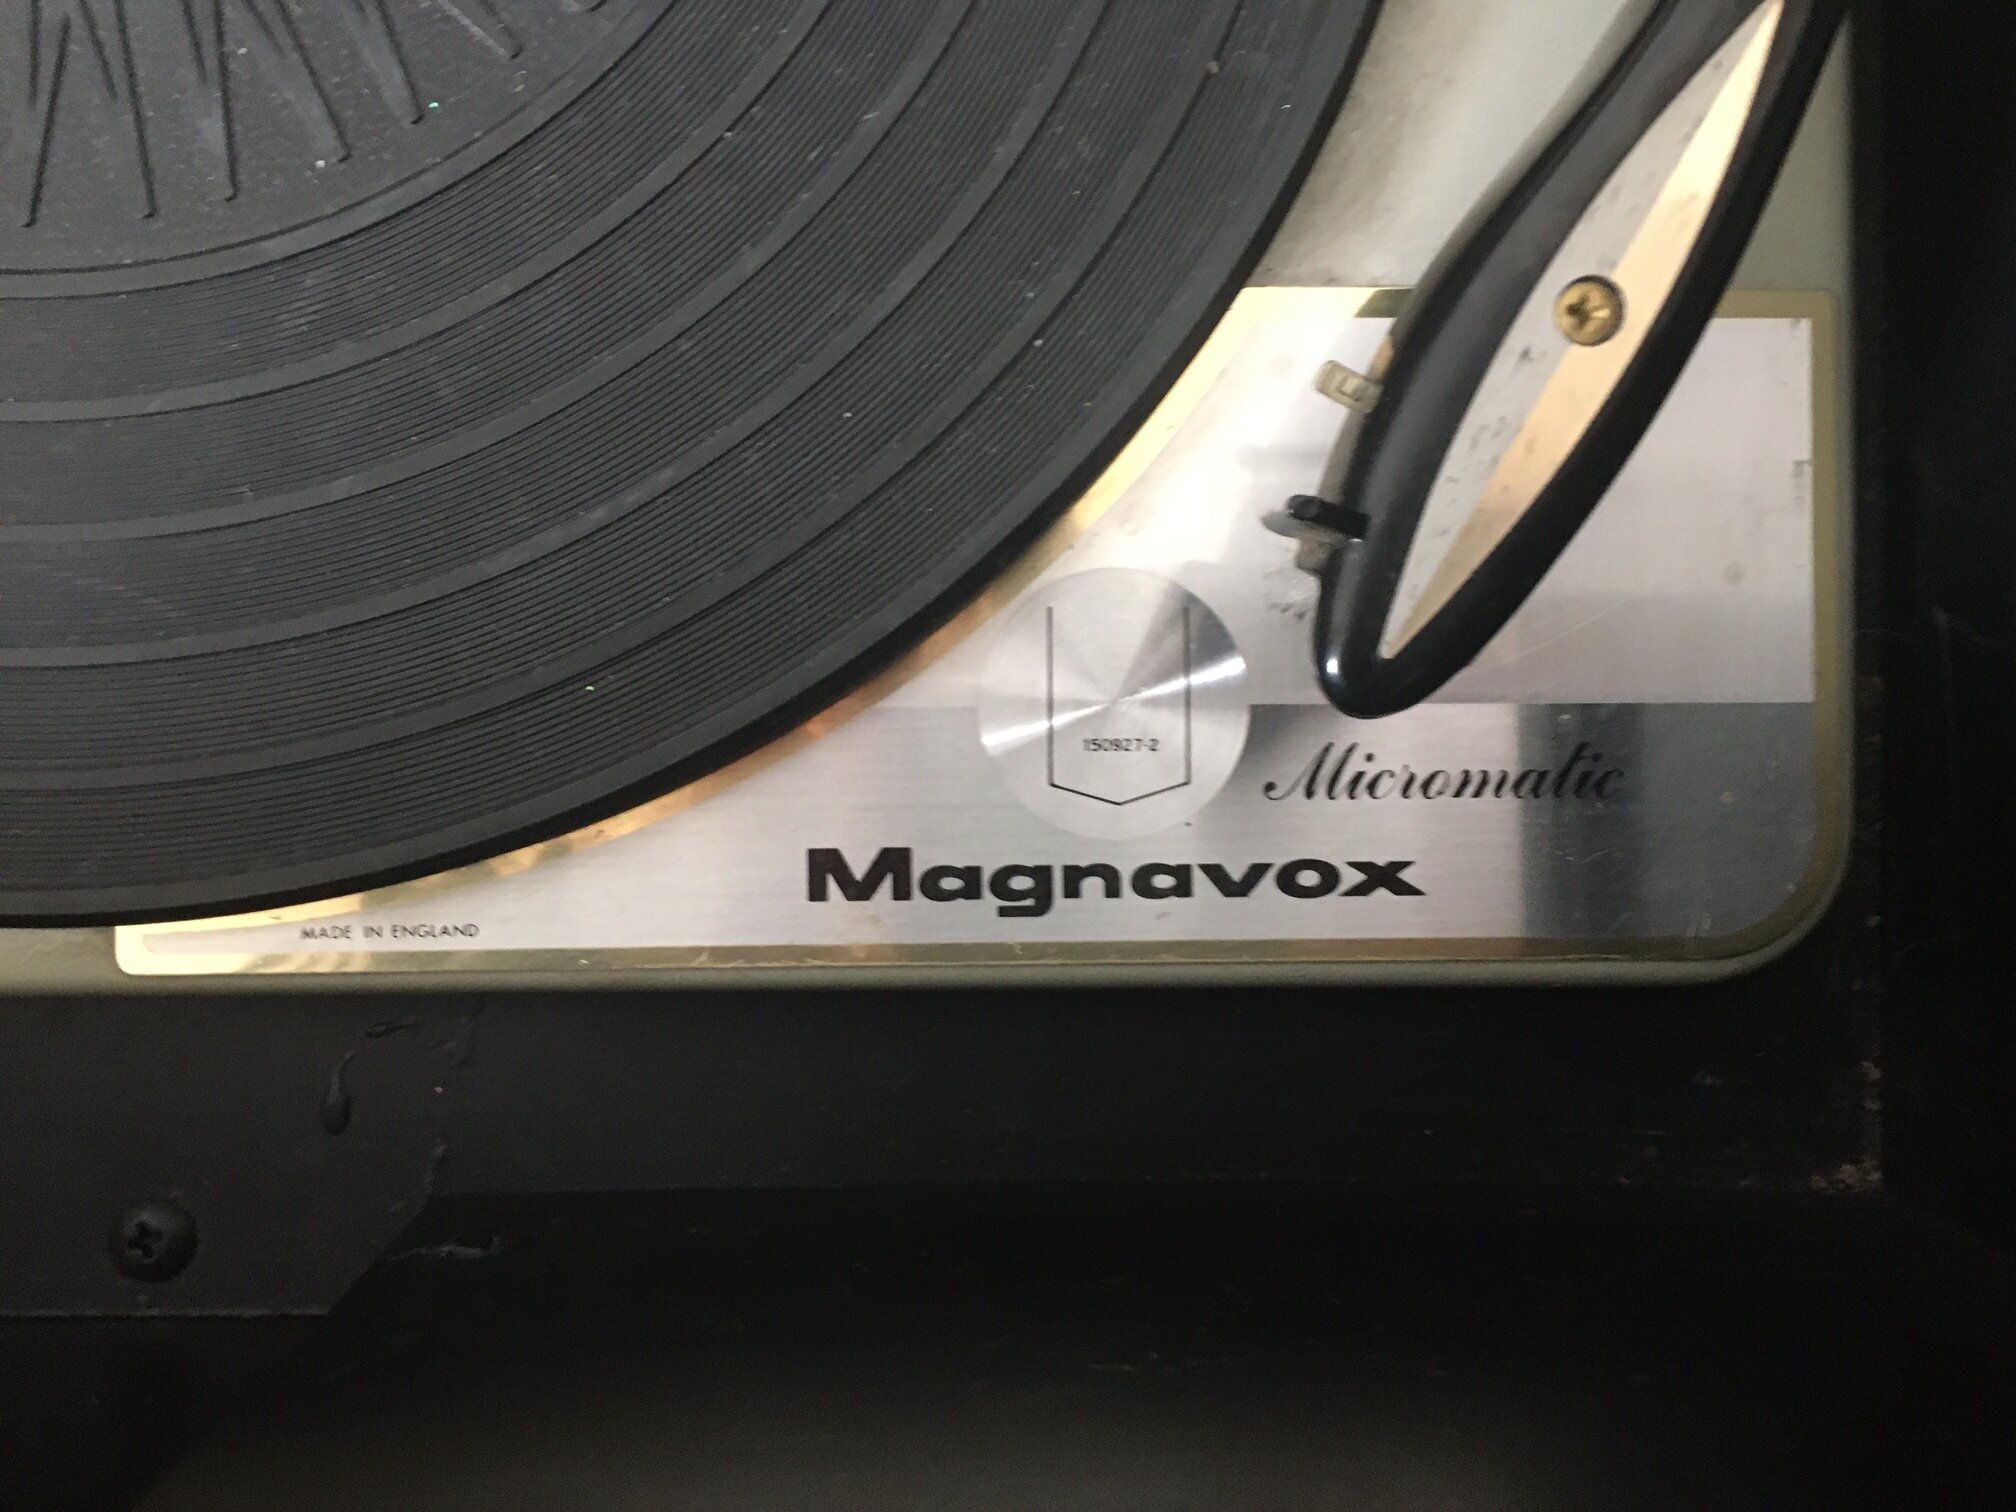 150927-2
Micromatic
Magnavox
MADE IN ENGLAND